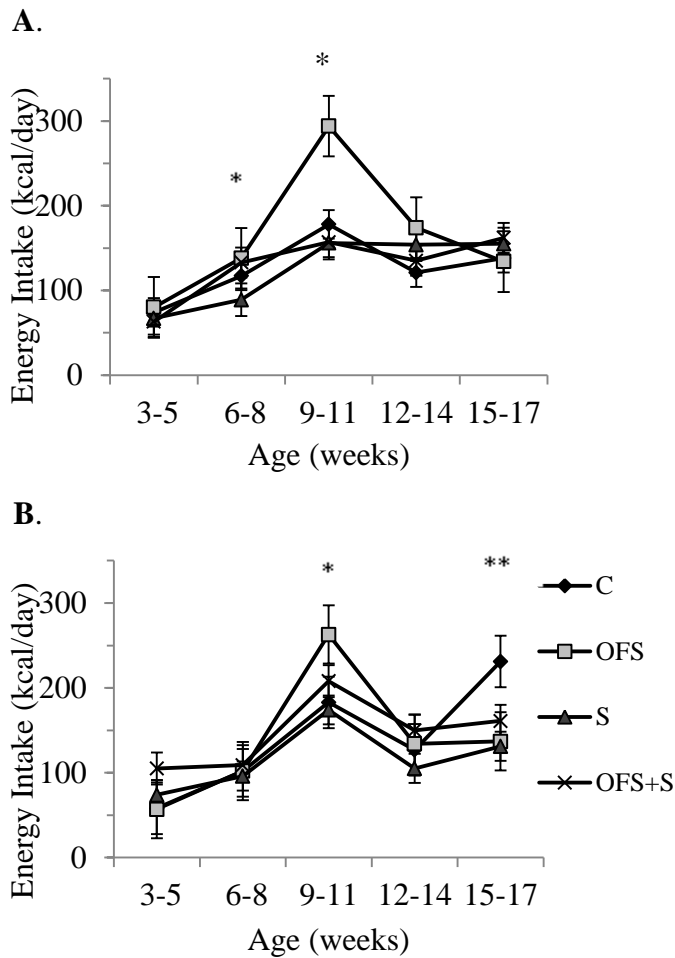 A.
*
*
Energy Intake (kcal/day)
300
200
100
0
3-5 6-8 9-11 12-14 15-17
Age (weeks)
B.
*
**
Energy Intake (kcal/day)
300
200
100
0
3-5 6-8 9-11 12-14 15-17
Age (weeks)
C
OFS
S
OFS+S